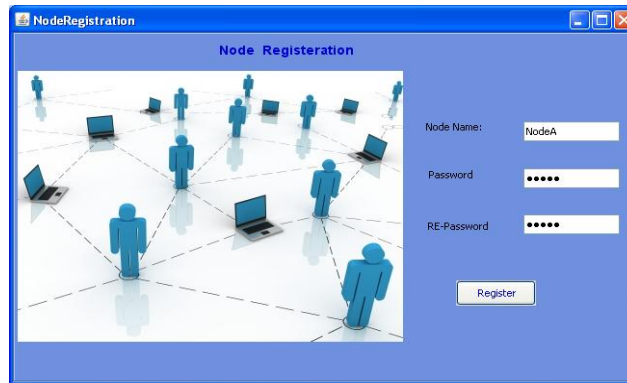 NodeRegistration
Node Registeration
Node Name:
NodeA
Password
•••••
RE-Password
•••••
Register